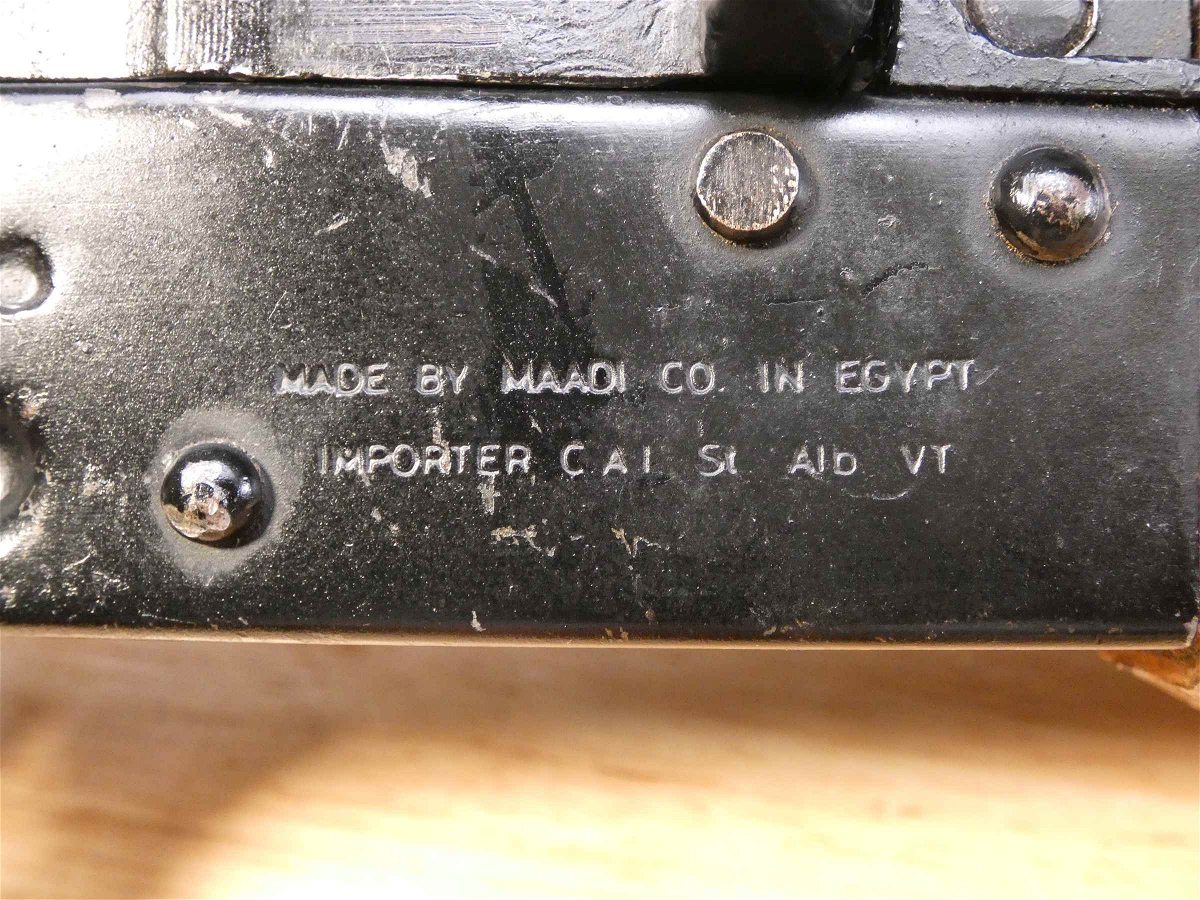 MADE BY MAADI CO. IN EGYPT
IMPORTER C A I St Alb VT